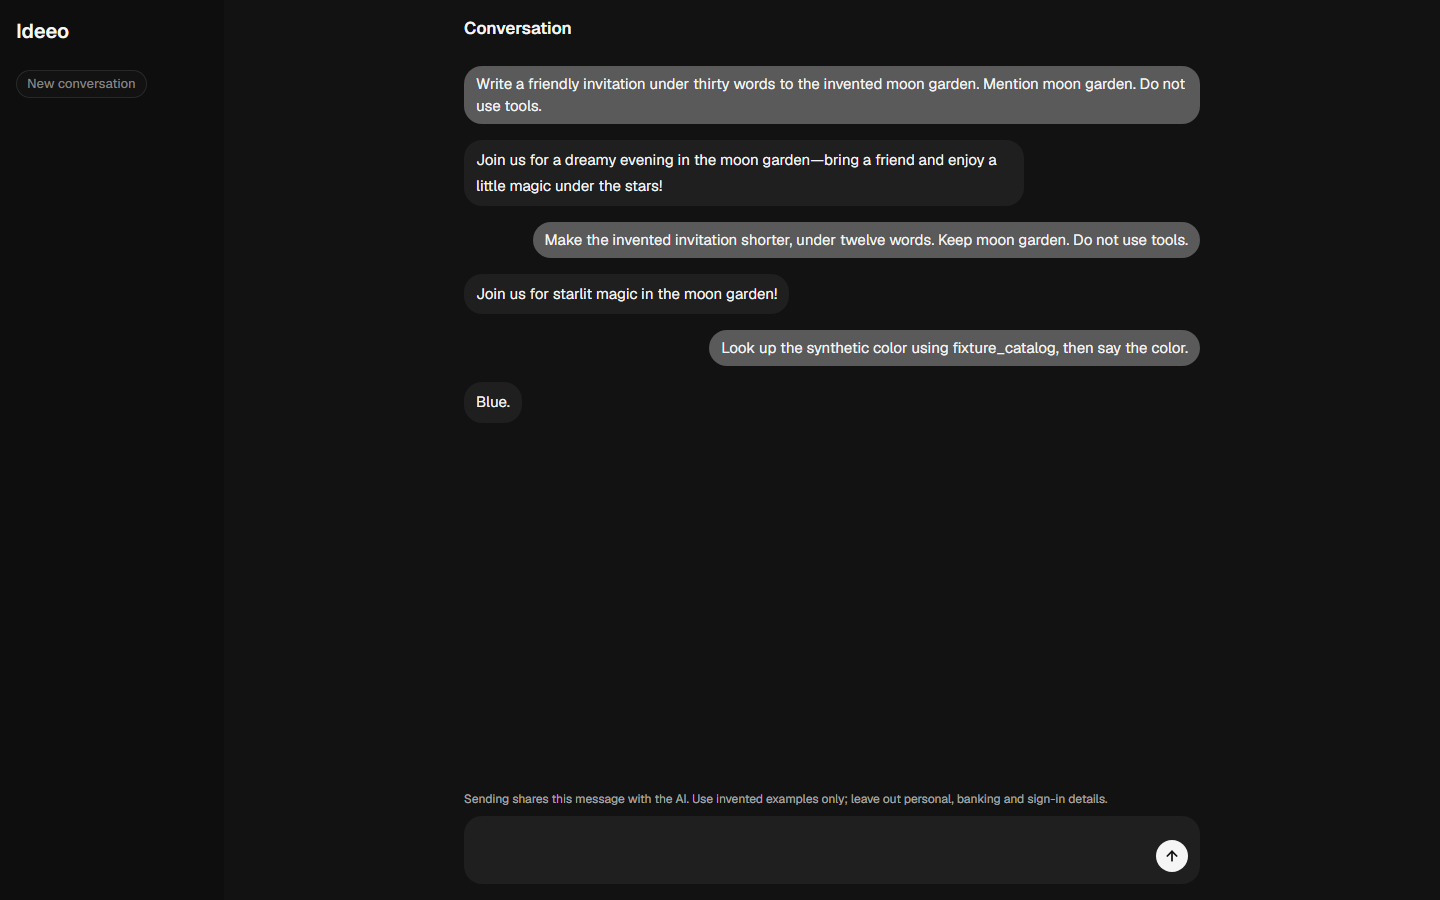 Ideeo
New conversation
Conversation
Write a friendly invitation under thirty words to the invented moon garden. Mention moon garden. Do not
use tools.
Join us for a dreamy evening in the moon garden—bring a friend and enjoy a
little magic under the stars!
Make the invented invitation shorter, under twelve words. Keep moon garden. Do not use tools.
Join us for starlit magic in the moon garden!
Look up the synthetic color using fixture_catalog, then say the color.
Blue.
Sending shares this message with the AI. Use invented examples only; leave out personal, banking and sign-in details.